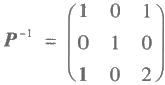 P⁻¹ = ( 1 0 1
0 1 0
1 0 2 )